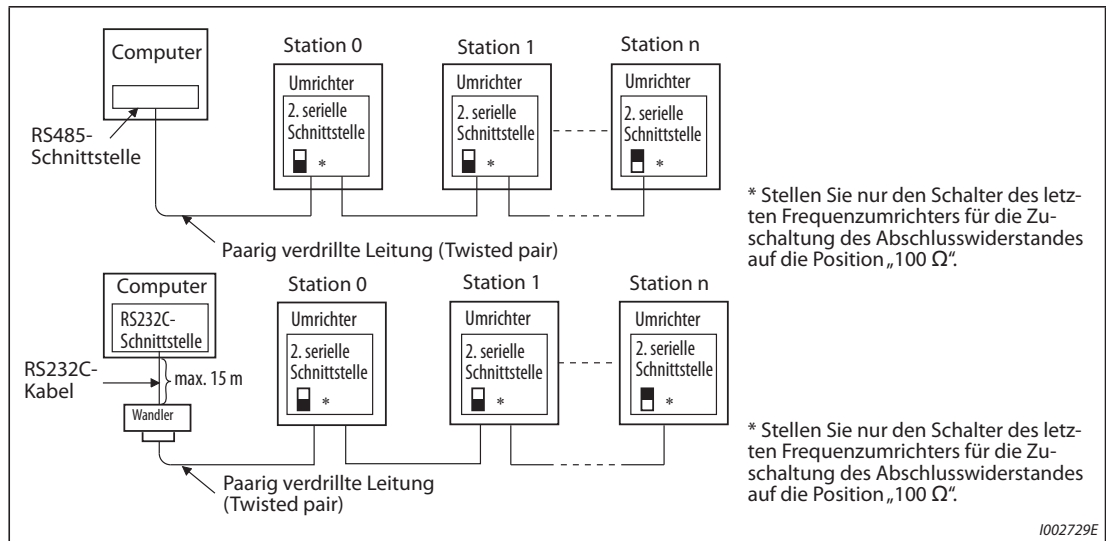 Computer
Station 0
Station 1
Station n
Umrichter
2. serielle
Schnittstelle
*
Umrichter
2. serielle
Schnittstelle
*
Umrichter
2. serielle
Schnittstelle
*
RS485-
Schnittstelle
Paarig verdrillte Leitung (Twisted pair)
* Stellen Sie nur den Schalter des letz-
ten Frequenzumrichters für die Zu-
schaltung des Abschlusswiderstandes
auf die Position „100 Ω“.
Computer
RS232C-
Schnittstelle
Station 0
Station 1
Station n
Umrichter
2. serielle
Schnittstelle
*
Umrichter
2. serielle
Schnittstelle
*
Umrichter
2. serielle
Schnittstelle
*
RS232C-
Kabel
max. 15 m
Wandler
Paarig verdrillte Leitung
(Twisted pair)
* Stellen Sie nur den Schalter des letz-
ten Frequenzumrichters für die Zu-
schaltung des Abschlusswiderstandes
auf die Position „100 Ω“.
I002729E